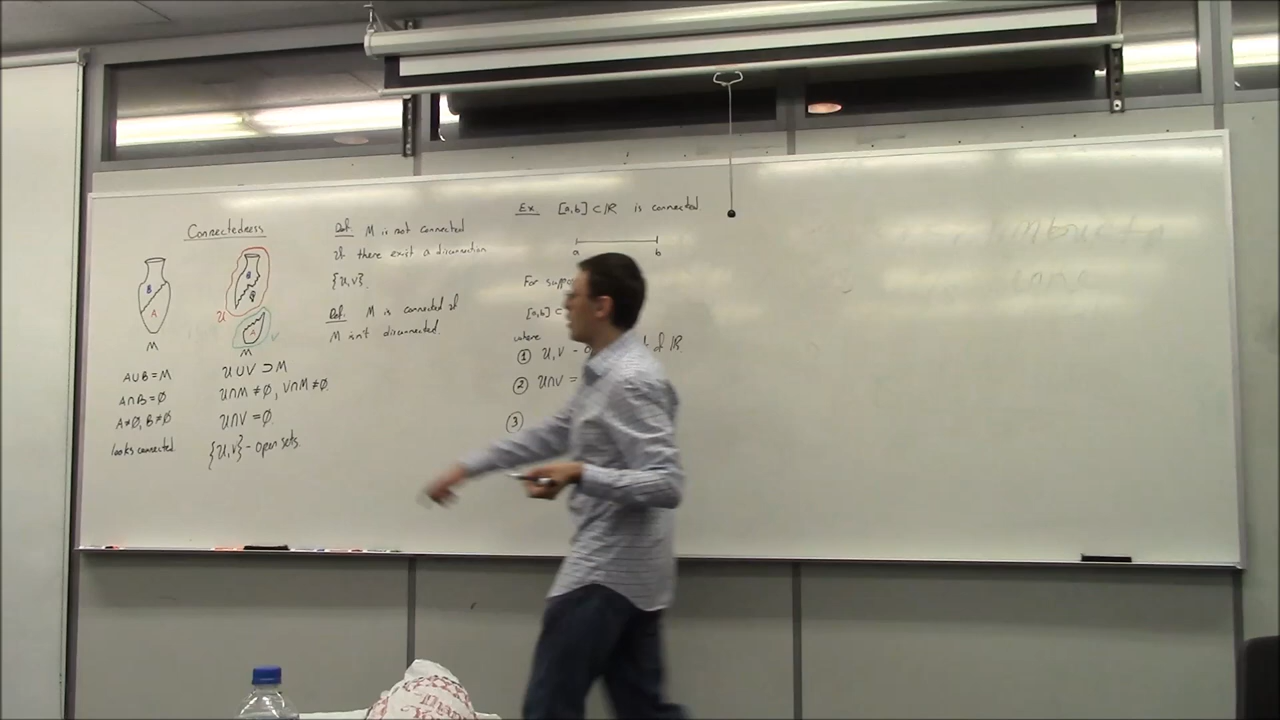 Connectedness
B
A
M
A∪B=M
A∩B=∅
A≠∅, B≠∅
looks connected.
B
A
U
V
M
U∪V ⊃ M
U∩M ≠ ∅, V∩M ≠ ∅
U∩V = ∅.
{U,V} - open sets.
Def. M is not connected
if there exist a disconnection
{U,V}.
Def. M is connected if
M isn't disconnected.
Ex. [a,b] ⊂ ℝ is connected
a b
For
[a,b] ⊂
where
① U,V - of ℝ.
② U∩V =
③